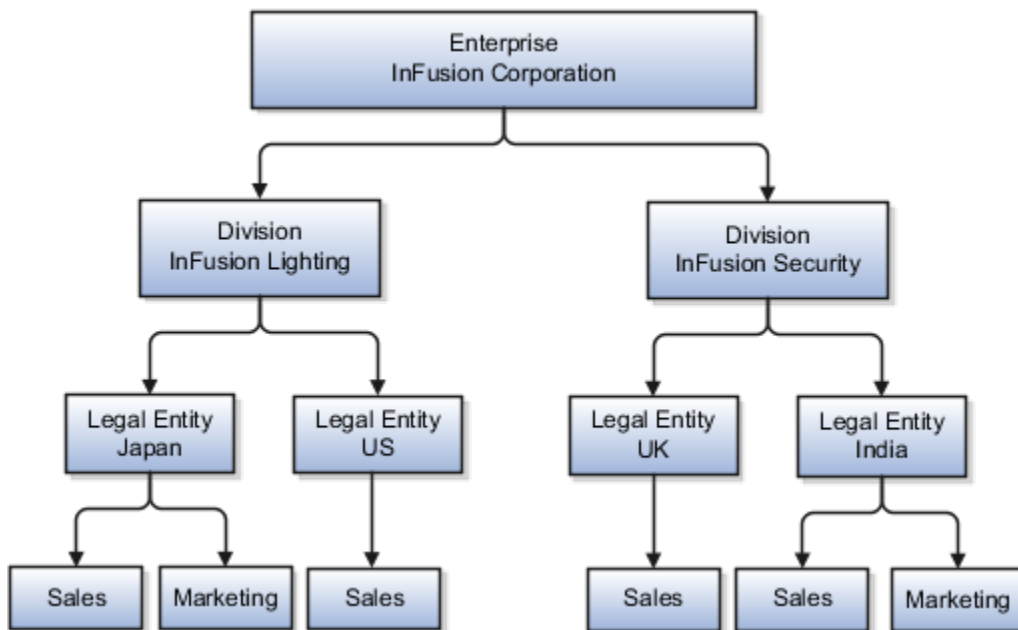 Enterprise
InFusion Corporation
Division
InFusion Lighting
Division
InFusion Security
Legal Entity
Japan
Legal Entity
US
Legal Entity
UK
Legal Entity
India
Sales
Marketing
Sales
Sales
Sales
Marketing